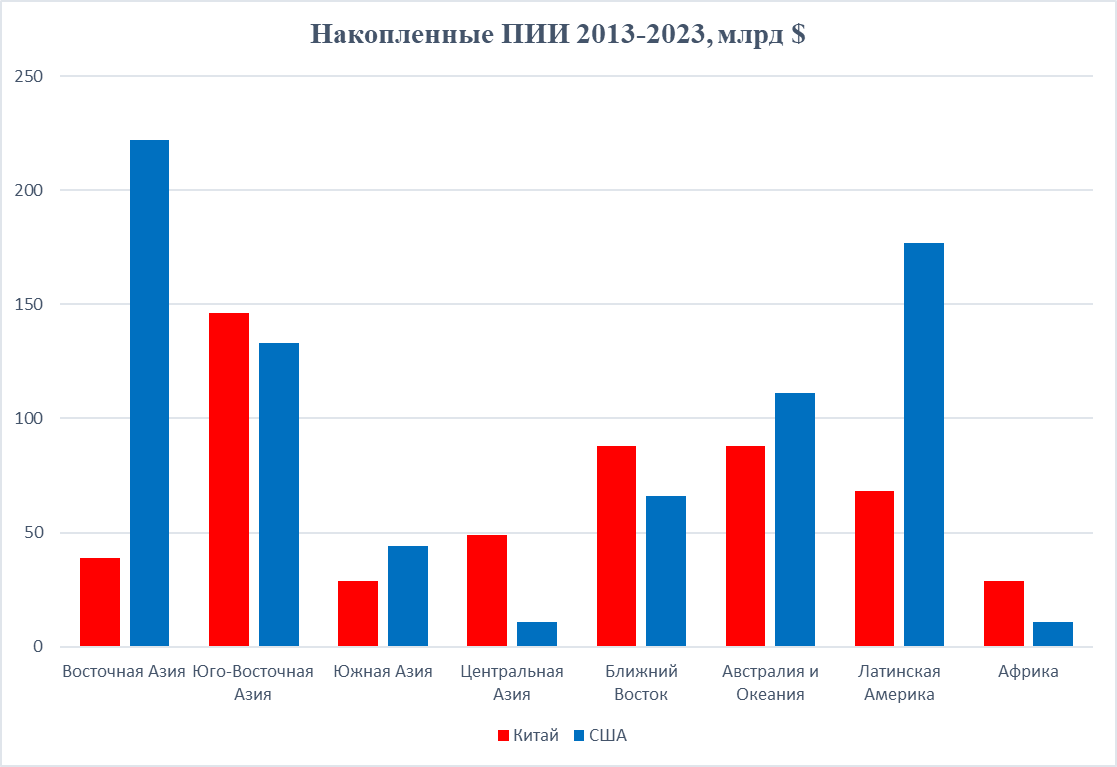 Накопленные ПИИ 2013-2023, млрд $
250
200
150
100
50
0
Восточная Азия
Юго-Восточная
Азия
Южная Азия
Центральная
Азия
Ближний
Восток
Австралия и
Океания
Латинская
Америка
Африка
Китай
США